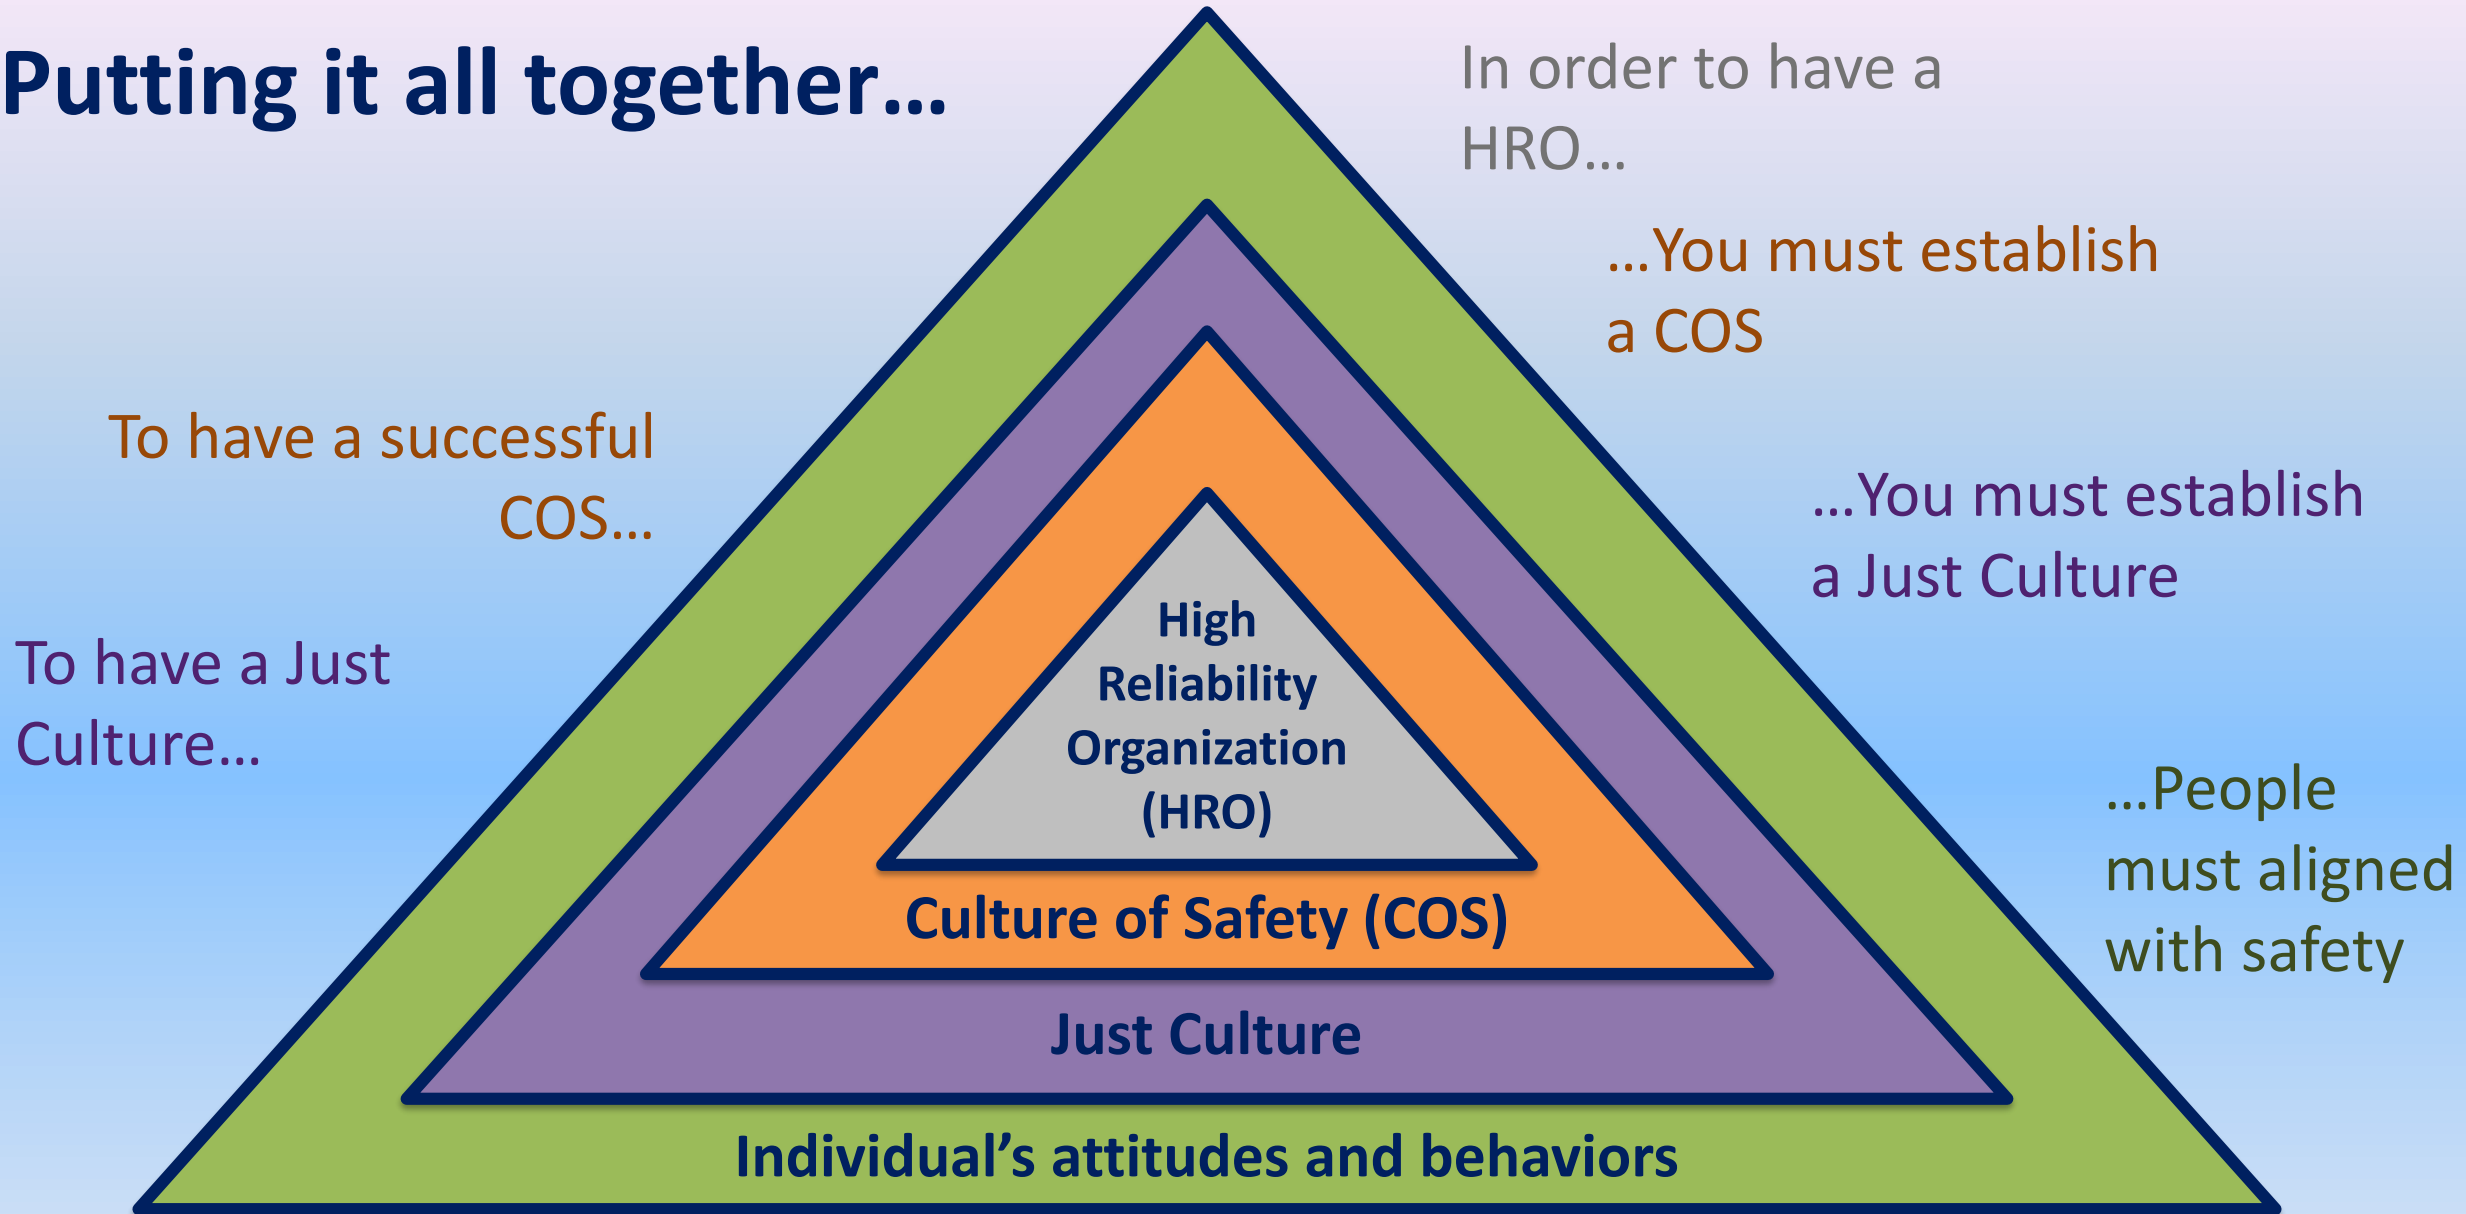 Putting it all together…
In order to have a
HRO…
…You must establish
a COS
To have a successful
COS…
…You must establish
a Just Culture
To have a Just
Culture…
…People
must aligned
with safety
High
Reliability
Organization
(HRO)
Culture of Safety (COS)
Just Culture
Individual’s attitudes and behaviors